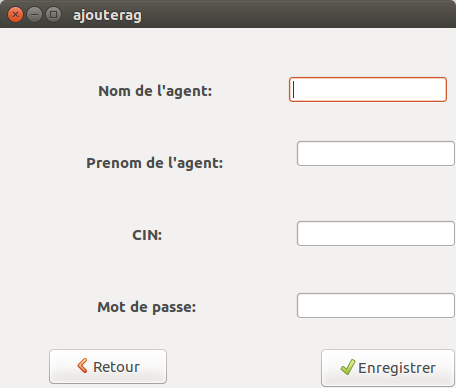 ajouterag
Nom de l'agent:
Prenom de l'agent:
CIN:
Mot de passe:
Retour
Enregistrer